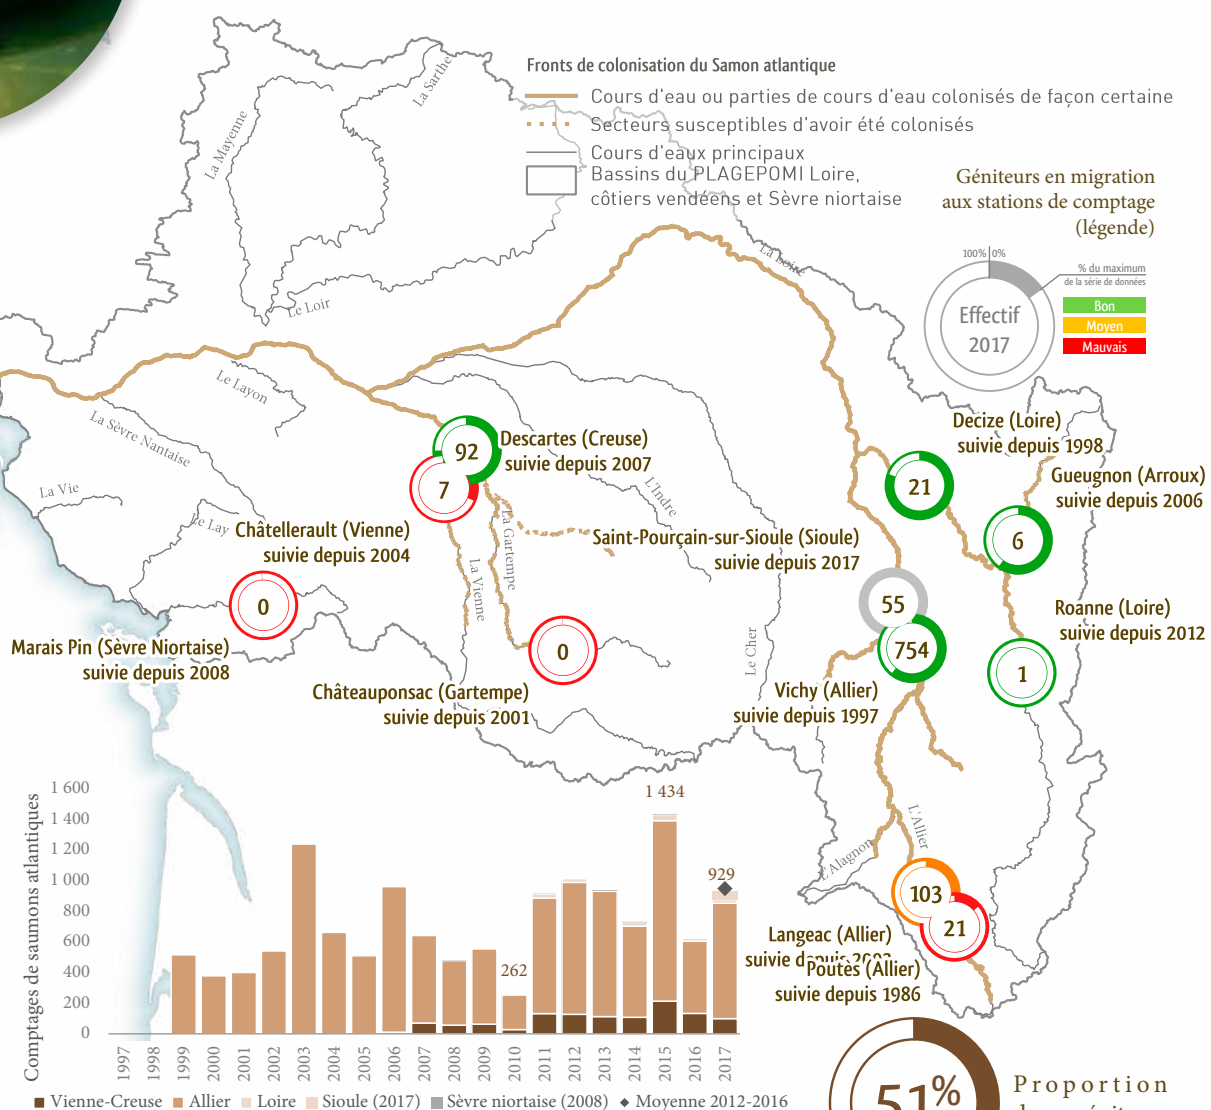 Fronts de colonisation du Samon atlantique
Cours d'eau ou parties de cours d'eau colonisés de façon certaine
Secteurs susceptibles d'avoir été colonisés
Cours d'eaux principaux
Bassins du PLAGEPOMI Loire,
côtiers vendéens et Sèvre niortaise
Géniteurs en migration
aux stations de comptage
(légende)
100% 0%
% du maximum
de la série de données
Effectif
2017
Bon
Moyen
Mauvais
La Sarthe
La Mayenne
Le Loir
La Loire
Le Layon
La Sèvre Nantaise
La Vie
Le Lay
L'Indre
La Gartempe
La Vienne
Le Cher
L'Allier
L'Alagnon
92
Descartes (Creuse)
suivie depuis 2007
7
Châtellerault (Vienne)
suivie depuis 2004
0
Marais Pin (Sèvre Niortaise)
suivie depuis 2008
0
Châteauponsac (Gartempe)
suivie depuis 2001
Decize (Loire)
suivie depuis 1998
21
Gueugnon (Arroux)
suivie depuis 2006
6
Saint-Pourçain-sur-Sioule (Sioule)
suivie depuis 2017
55
Roanne (Loire)
suivie depuis 2012
1
754
Vichy (Allier)
suivie depuis 1997
103
Langeac (Allier)
suivie depuis
21
Poutès (Allier)
suivie depuis 1986
Comptages de saumons atlantiques
1 600
1 400
1 200
1 000
800
600
400
200
0
262
1 434
929
1997 1998 1999 2000 2001 2002 2003 2004 2005 2006 2007 2008 2009 2010 2011 2012 2013 2014 2015 2016 2017
Vienne-Creuse Allier Loire Sioule (2017) Sèvre niortaise (2008) Moyenne 2012-2016
51%
Proportion